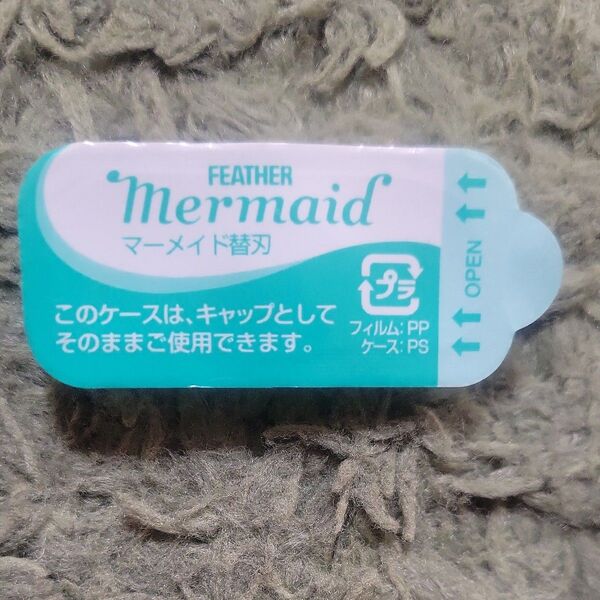 FEATHER
mermaid
マーメイド替刃
このケースは、キャップとして
そのままご使用できます。
プラ
フィルム:PP
ケース:PS
OPEN